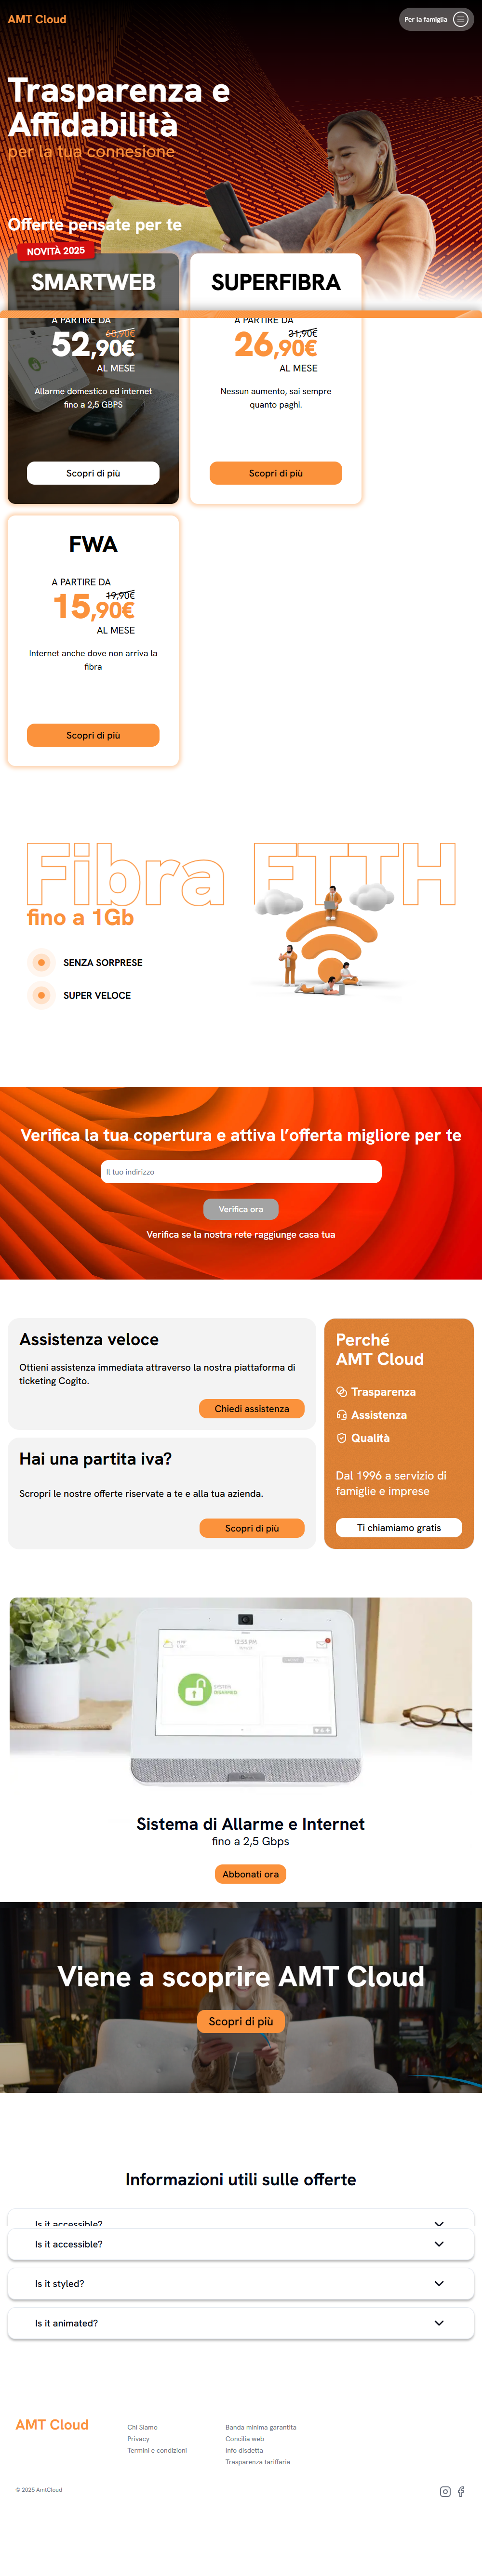 AMT Cloud
Per la famiglia
Trasparenza e
Affidabilità
per la tua connesione
Offerte pensate per te
NOVITÀ 2025
SMARTWEB
A PARTIRE DA
68,90€
52,90€
AL MESE
Allarme domestico ed internet
fino a 2,5 GBPS
Scopri di più
SUPERFIBRA
A PARTIRE DA
31,90€
26,90€
AL MESE
Nessun aumento, sai sempre
quanto paghi.
Scopri di più
FWA
A PARTIRE DA
19,90€
15,90€
AL MESE
Internet anche dove non arriva la
fibra
Scopri di più
Fibra FTTH
fino a 1Gb
SENZA SORPRESE
SUPER VELOCE
Verifica la tua copertura e attiva l’offerta migliore per te
Il tuo indirizzo
Verifica ora
Verifica se la nostra rete raggiunge casa tua
Assistenza veloce
Ottieni assistenza immediata attraverso la nostra piattaforma di
ticketing Cogito.
Chiedi assistenza
Hai una partita iva?
Scropri le nostre offerte riservate a te e alla tua azienda.
Scopri di più
Perché
AMT Cloud
Trasparenza
Assistenza
Qualità
Dal 1996 a servizio di
famiglie e imprese
Ti chiamiamo gratis
SYSTEM
Sistema di Allarme e Internet
fino a 2,5 Gbps
Abbonati ora
Viene a scoprire AMT Cloud
Scopri di più
Informazioni utili sulle offerte
Is it accessible?
Is it accessible?
Is it styled?
Is it animated?
AMT Cloud
Chi Siamo
Privacy
Termini e condizioni
Banda minima garantita
Concilia web
Info disdetta
Trasparenza tariffaria
© 2025 AmtCloud